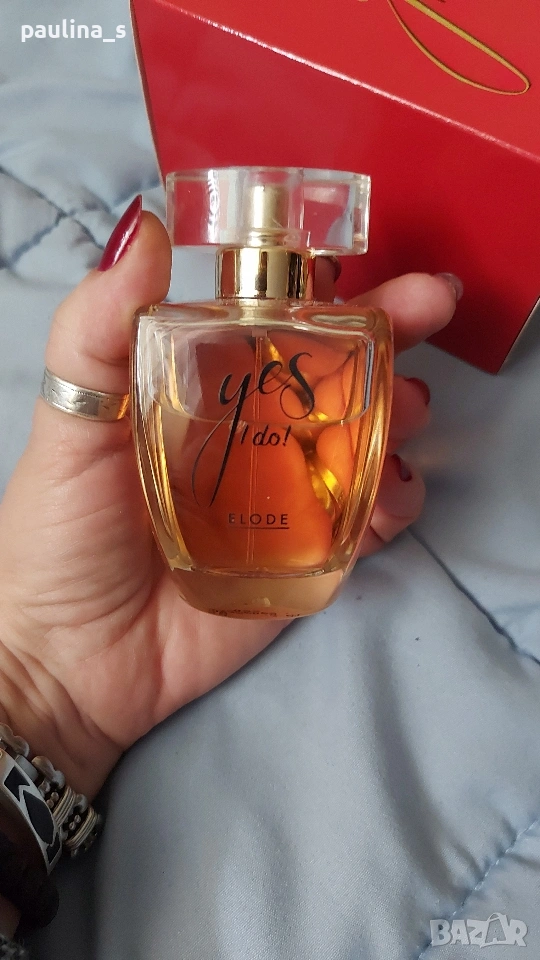 paulina_s
yes
I do!
ELODE
BAZAR